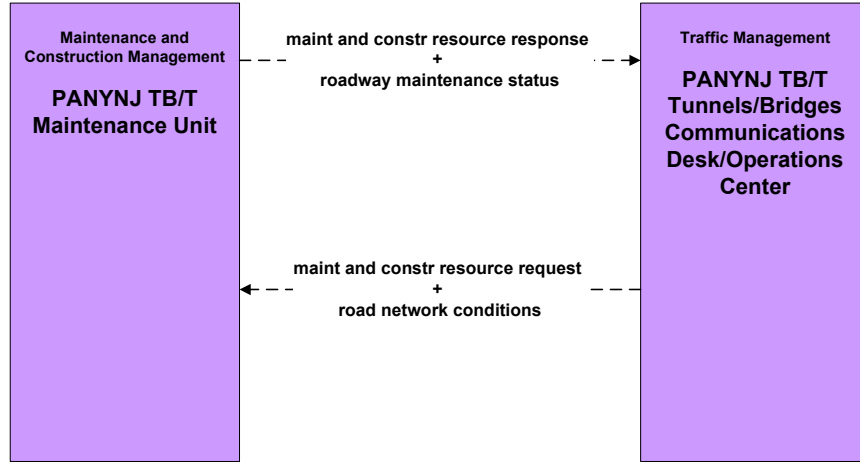 Maintenance and
Construction Management
PANYNJ TB/T
Maintenance Unit
maint and constr resource response
+
roadway maintenance status
maint and constr resource request
+
road network conditions
Traffic Management
PANYNJ TB/T
Tunnels/Bridges
Communications
Desk/Operations
Center